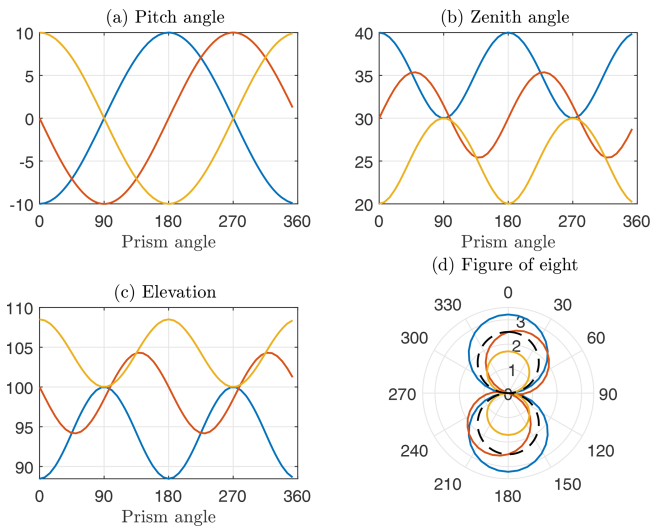 (a) Pitch angle
10
5
0
-5
-10
0 90 180 270 360
Prism angle
(b) Zenith angle
40
35
30
25
20
0 90 180 270 360
Prism angle
(c) Elevation
110
105
100
95
90
0 90 180 270 360
Prism angle
(d) Figure of eight
0
330 30
300 60
270 90
240 120
210 150
180
3
2
1
0